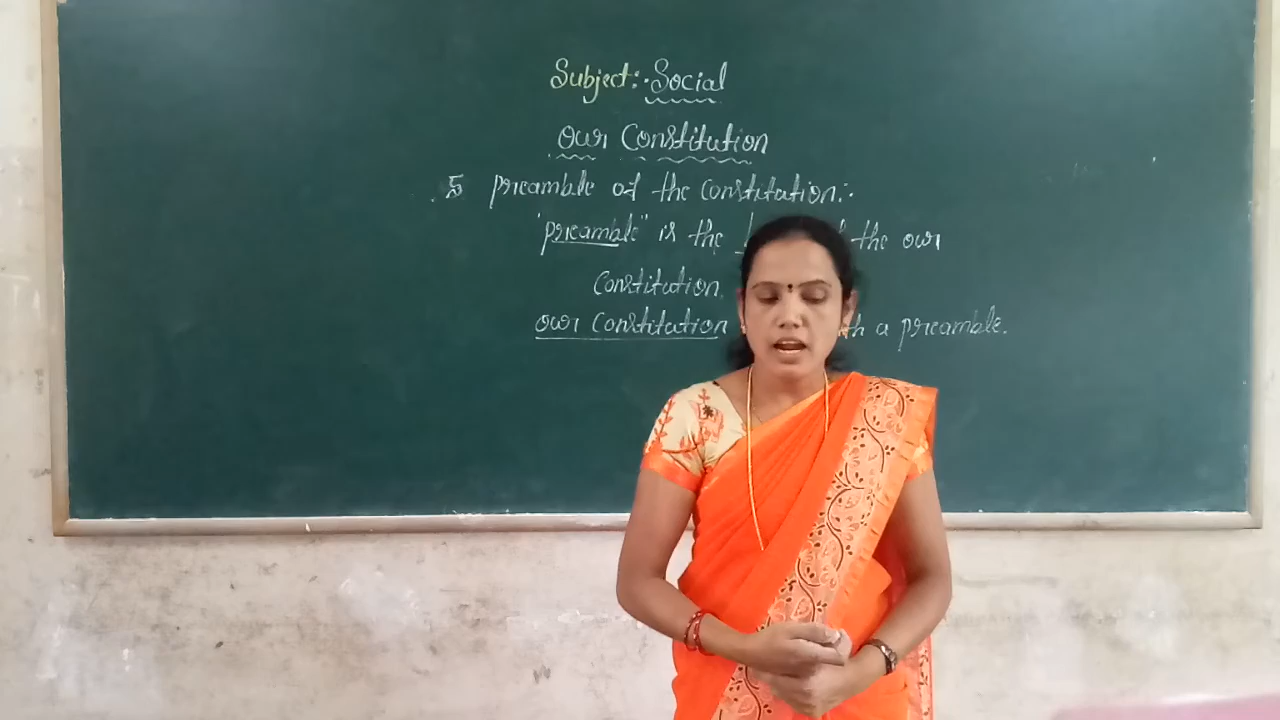 Subject:- Social
Our Constitution
5 preamble of the constitution:-
"preamble" is the the our
Constitution.
our Constitution a preamble.